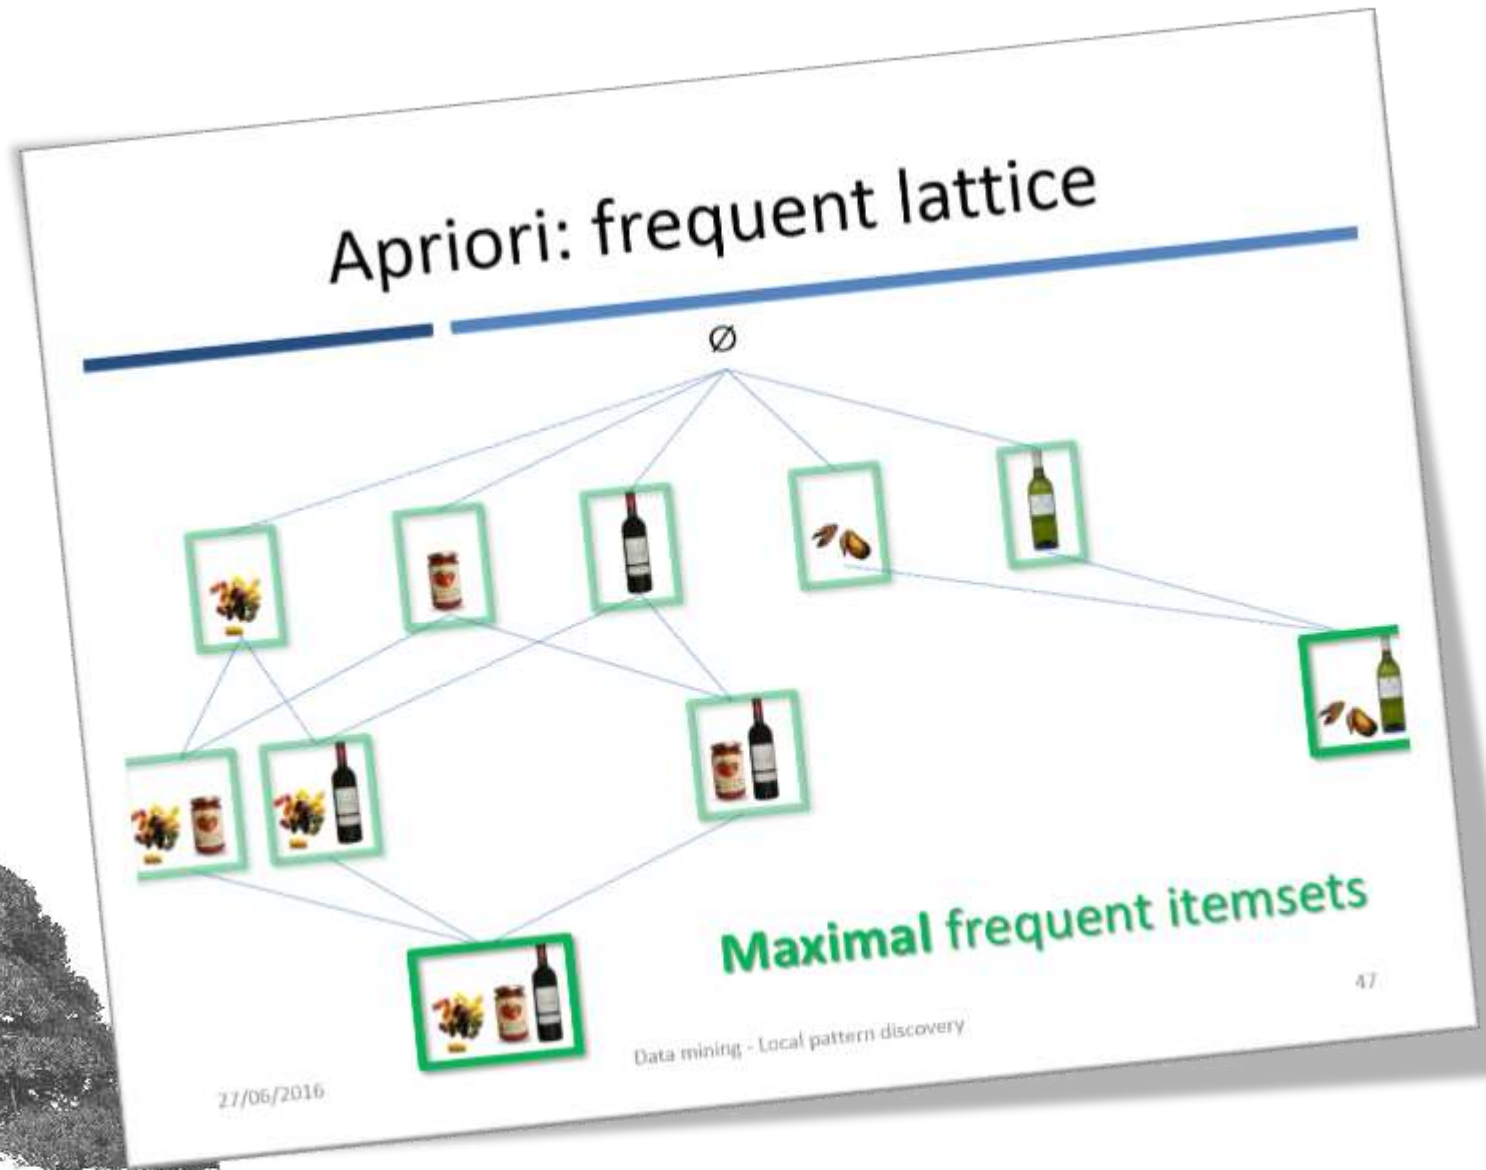 Apriori: frequent lattice
∅
Maximal frequent itemsets
27/06/2016
Data mining - Local pattern discovery
47